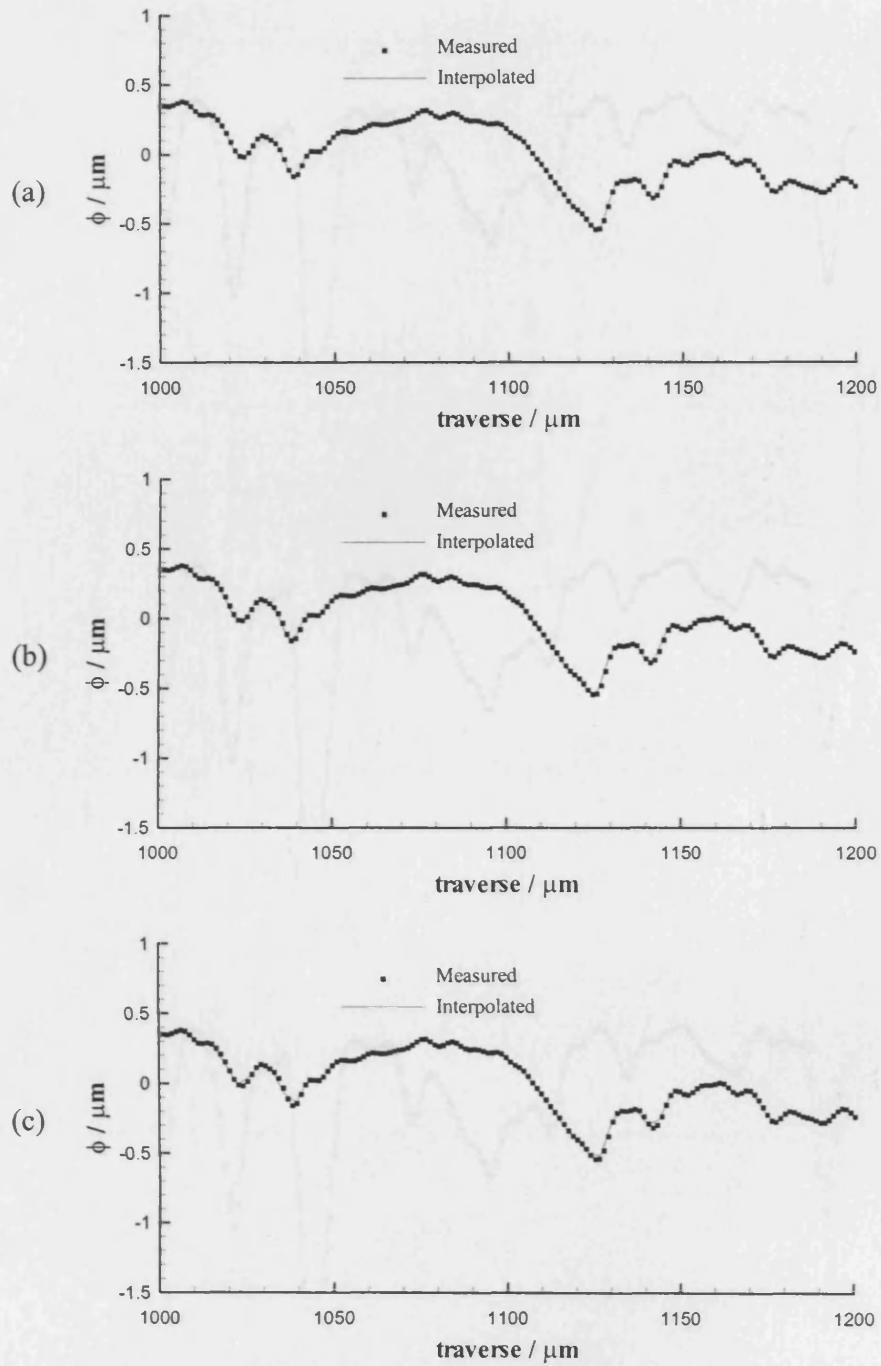 (a)
1
0.5
0
-0.5
-1
-1.5
ϕ / μm
Measured
Interpolated
1000
1050
1100
1150
1200
traverse / μm
(b)
1
0.5
0
-0.5
-1
-1.5
ϕ / μm
Measured
Interpolated
1000
1050
1100
1150
1200
traverse / μm
(c)
1
0.5
0
-0.5
-1
-1.5
ϕ / μm
Measured
Interpolated
1000
1050
1100
1150
1200
traverse / μm